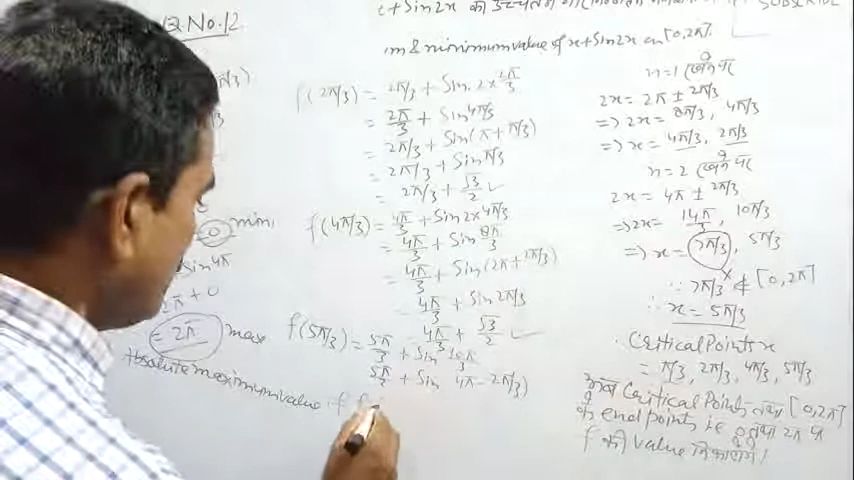 Q No. 12
x + Sin2x का उच्चतम
SUBSCRIBE
m & minimum value of x + Sin2x on [0, 2π].
π/3)
f(2π/3) = 2π/3 + Sin 2×2π/3
= 2π/3 + Sin 4π/3
= 2π/3 + Sin(π + π/3)
= 2π/3 + Sin π/3
= 2π/3 + √3/2 ✓
f(4π/3) = 4π/3 + Sin 2×4π/3
= 4π/3 + Sin 8π/3
= 4π/3 + Sin(2π + 2π/3)
= 4π/3 + Sin 2π/3
= 4π/3 + √3/2 ✓
f(5π/3) = 5π/3 + Sin 10π/3
5π/3 + Sin 4π - 2π/3)
0 min.
sin 4π
2π + 0
= 2π max
Absolute maximum value of f
n = 1 लेने पर
2x = 2π ± 2π/3
=> 2x = 8π/3, 4π/3
=> x = 4π/3, 2π/3
n = 2 लेने पर
2x = 4π ± 2π/3
=> 2x = 14π/3, 10π/3
=> x = 7π/3, 5π/3
∵ 7π/3 ∉ [0, 2π]
∴ x = 5π/3
∴ Critical Points x
= π/3, 2π/3, 4π/3, 5π/3
अब Critical Points तथा [0, 2π]
के end points i.e 0 तथा 2π पर
f की value निकालेंगे।